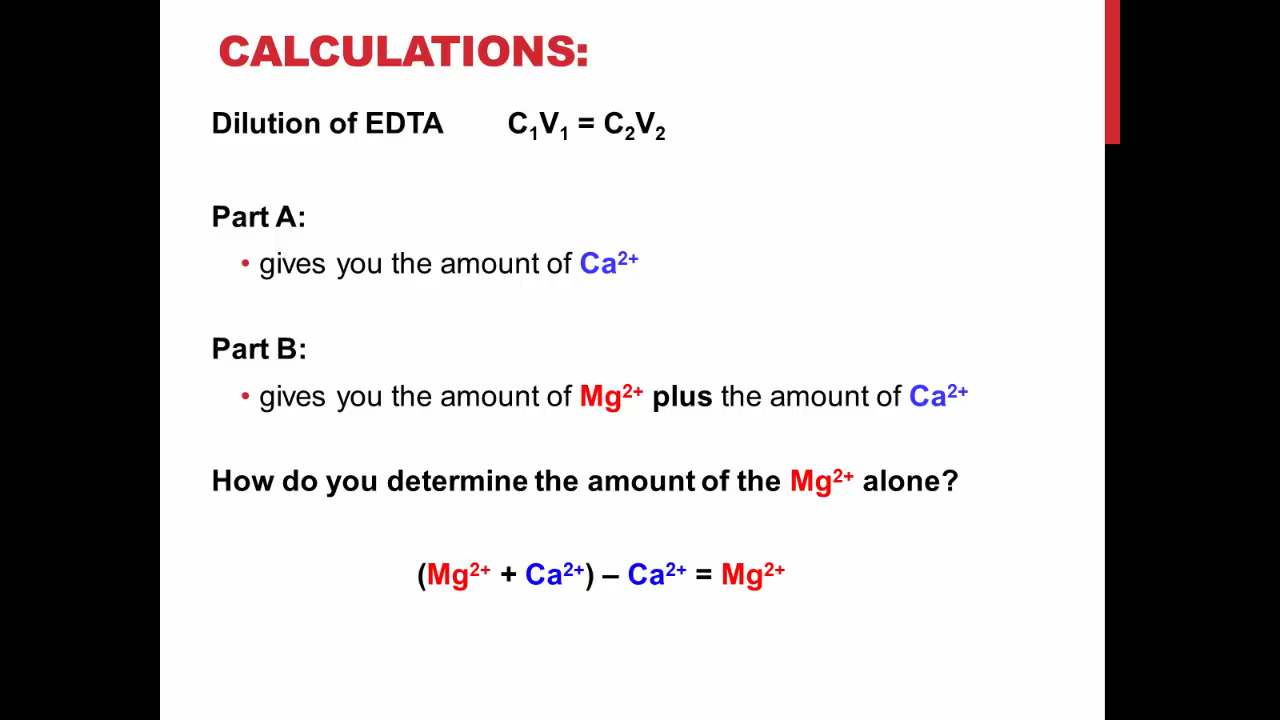 CALCULATIONS:
Dilution of EDTA C₁V₁ = C₂V₂
Part A:
• gives you the amount of Ca²⁺
Part B:
• gives you the amount of Mg²⁺ plus the amount of Ca²⁺
How do you determine the amount of the Mg²⁺ alone?
(Mg²⁺ + Ca²⁺) – Ca²⁺ = Mg²⁺